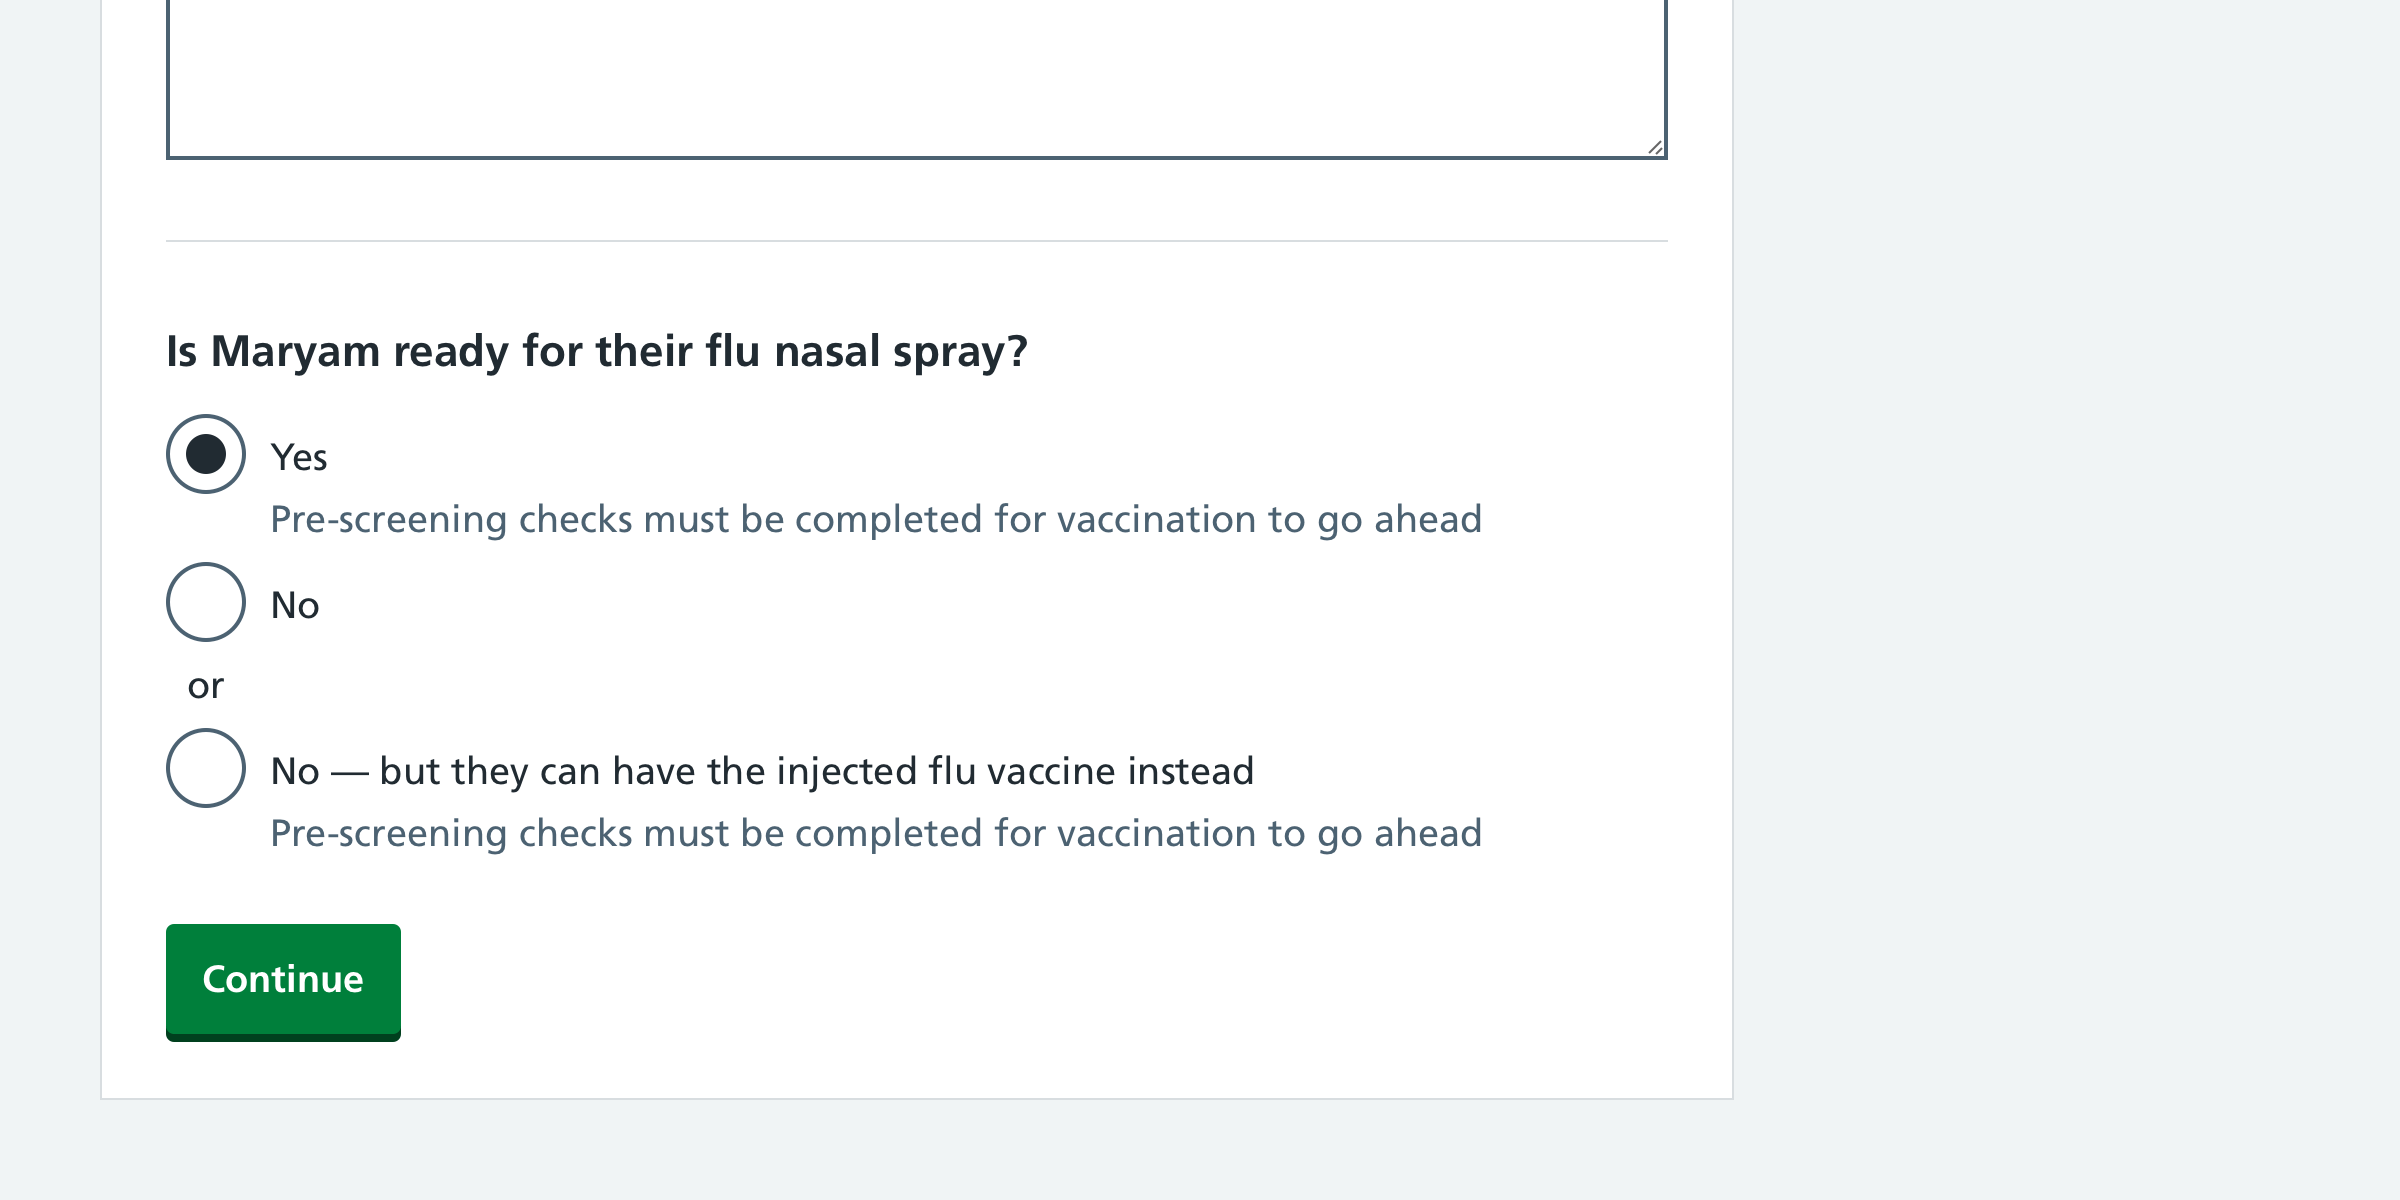 Is Maryam ready for their flu nasal spray?
Yes
Pre-screening checks must be completed for vaccination to go ahead
No
or
No — but they can have the injected flu vaccine instead
Pre-screening checks must be completed for vaccination to go ahead
Continue